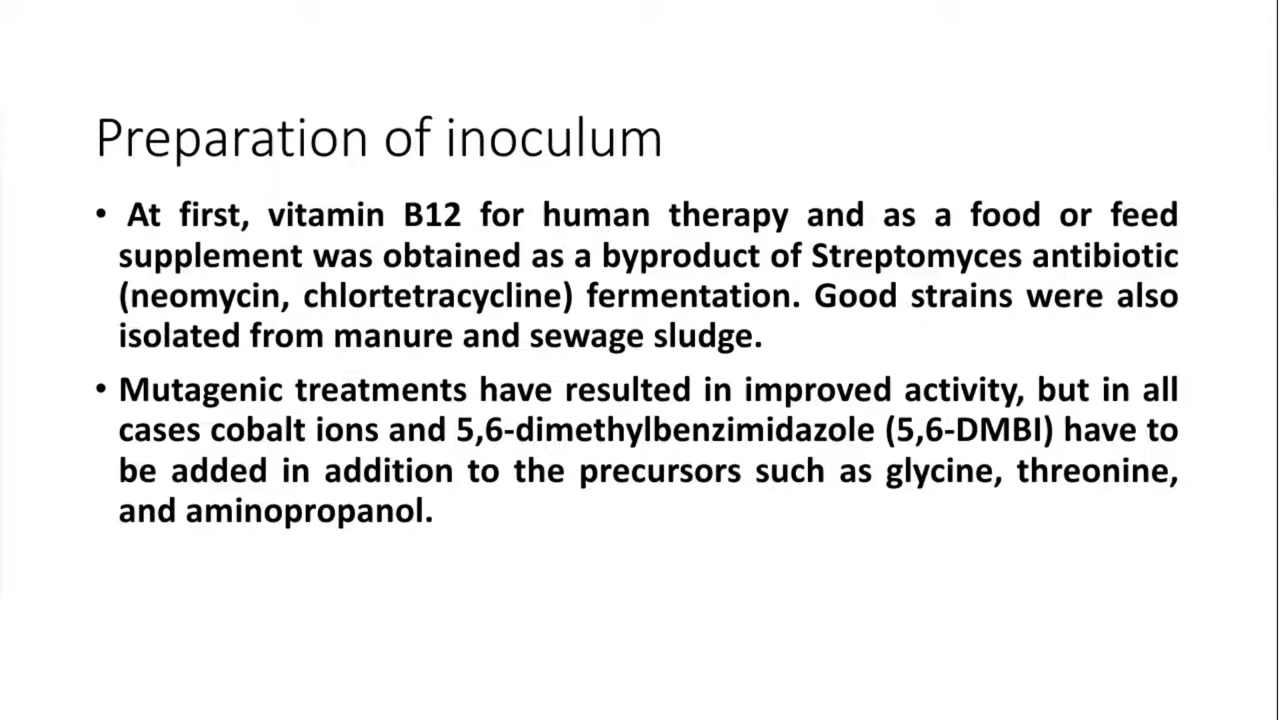 Preparation of inoculum
• At first, vitamin B12 for human therapy and as a food or feed
supplement was obtained as a byproduct of Streptomyces antibiotic
(neomycin, chlortetracycline) fermentation. Good strains were also
isolated from manure and sewage sludge.
• Mutagenic treatments have resulted in improved activity, but in all
cases cobalt ions and 5,6-dimethylbenzimidazole (5,6-DMBI) have to
be added in addition to the precursors such as glycine, threonine,
and aminopropanol.